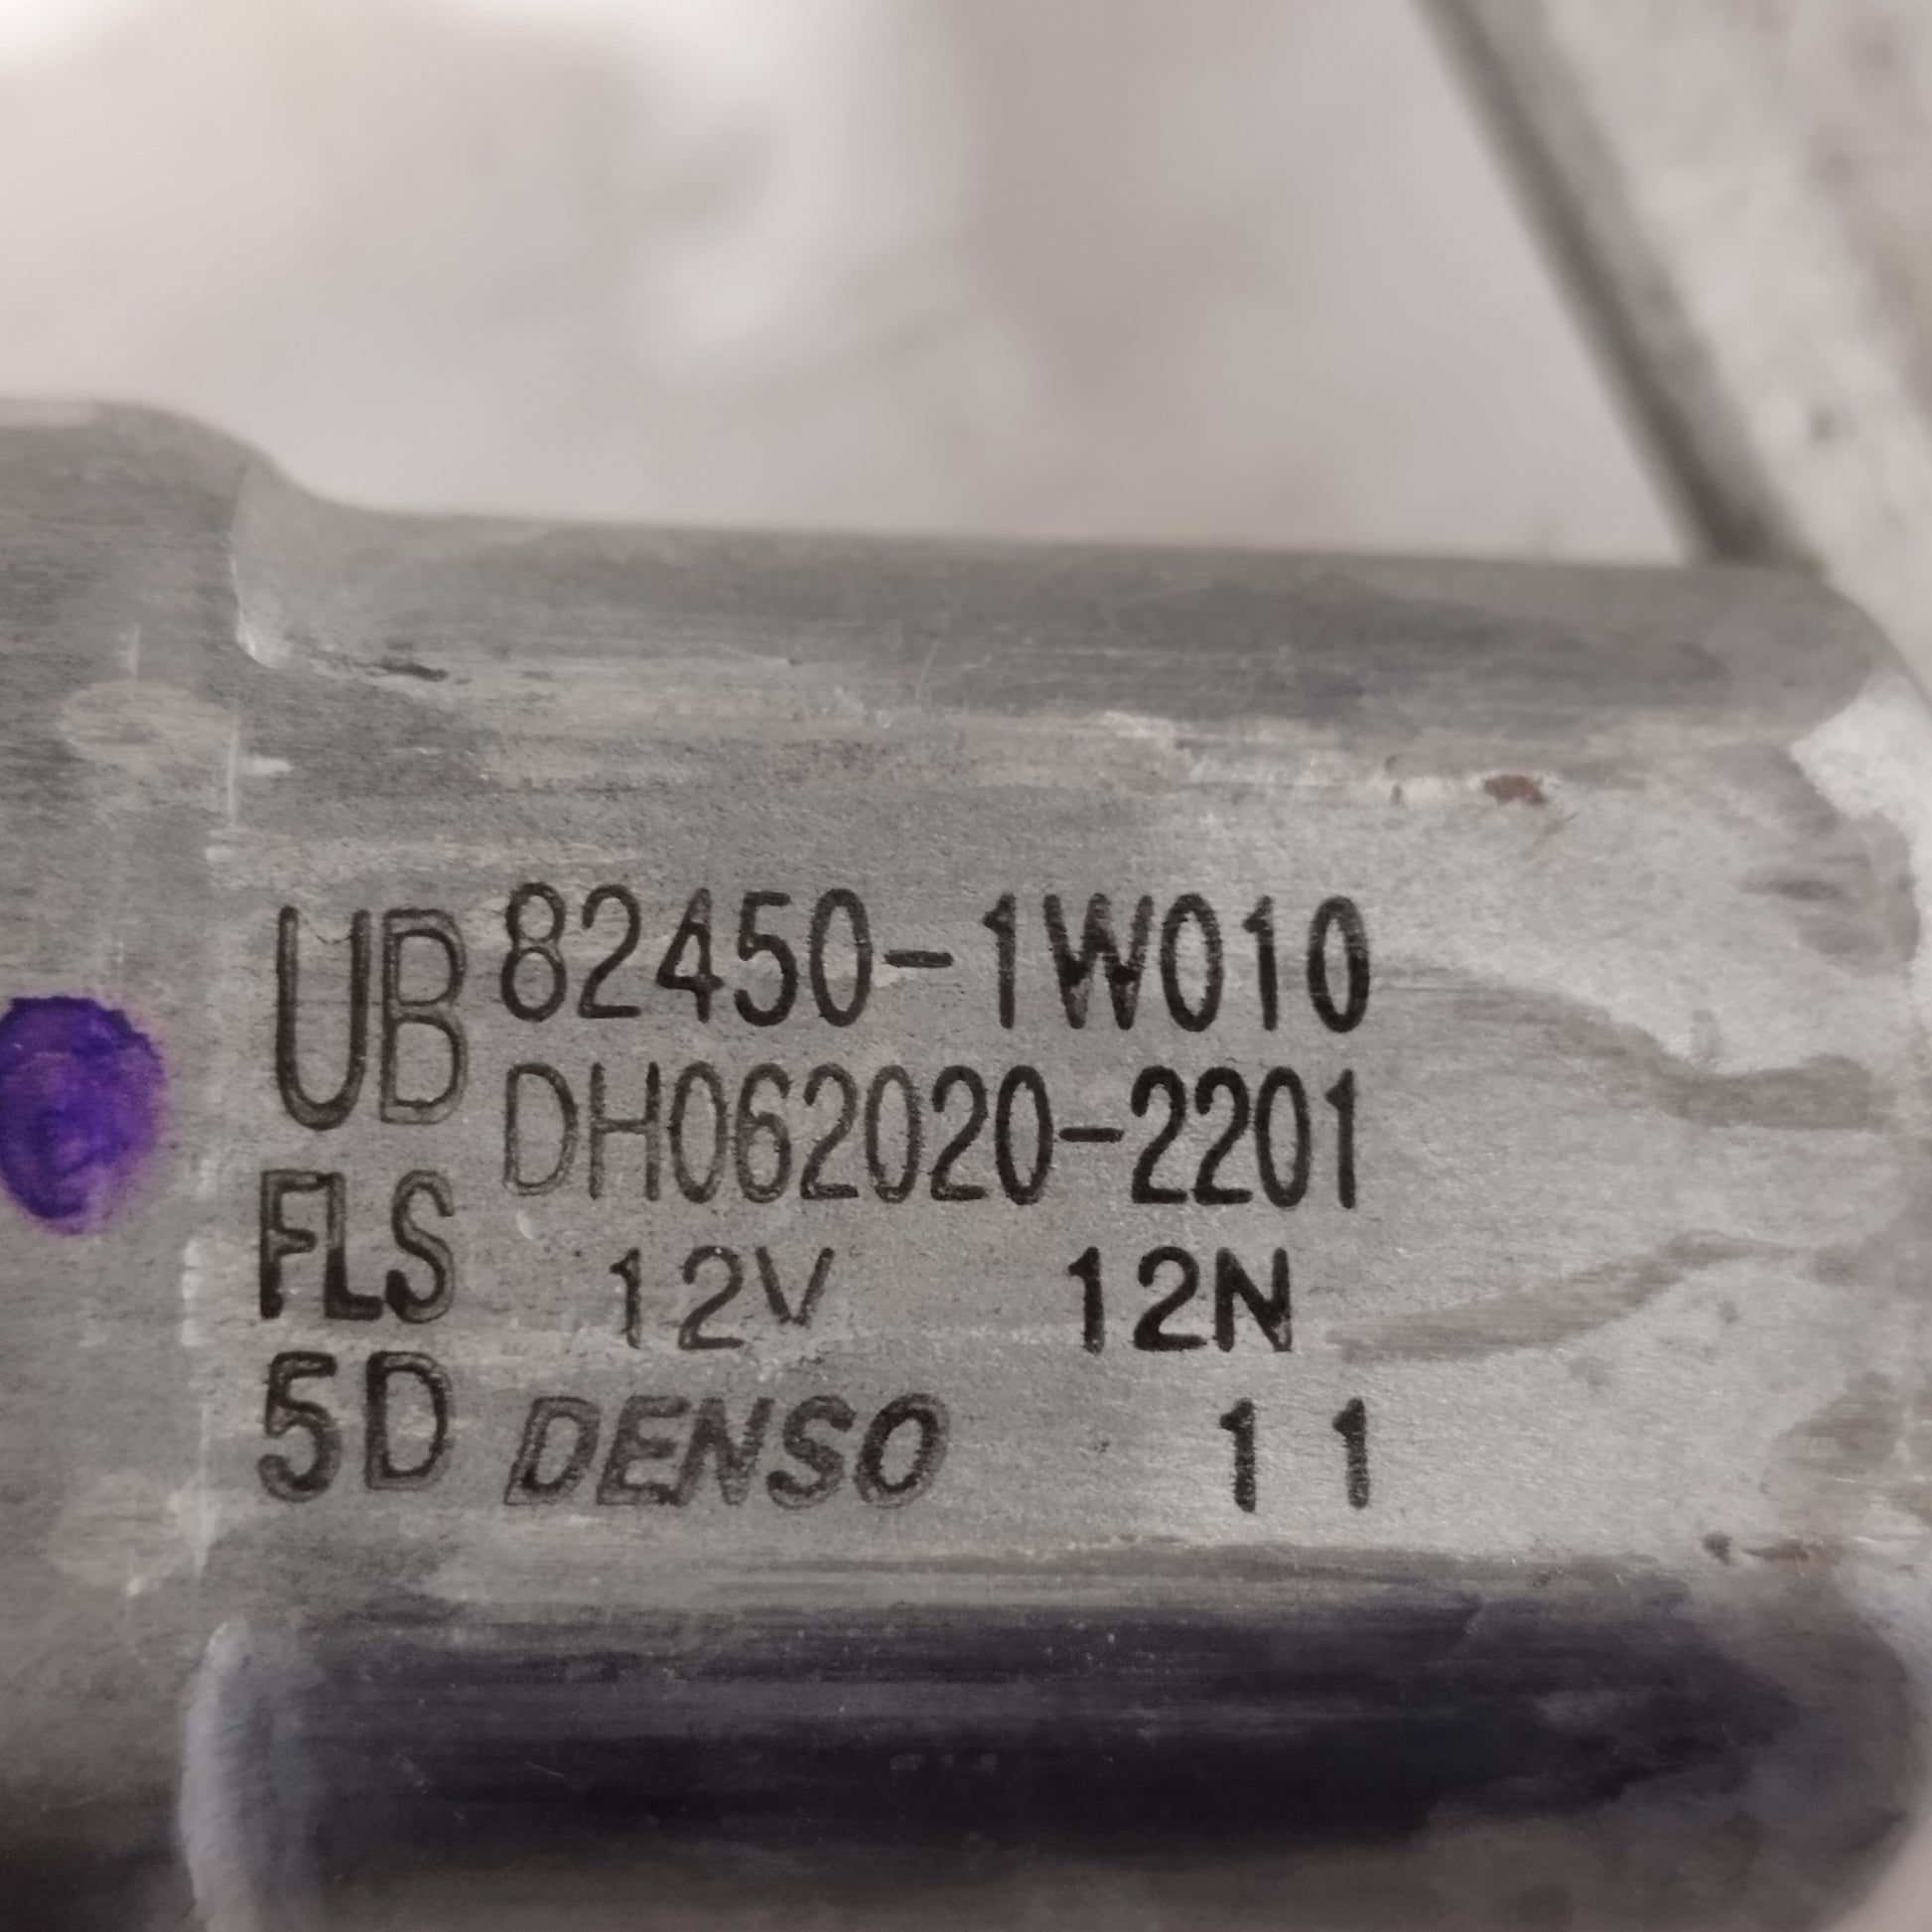 UB 82450-1W010
DH062020-2201
FLS 12V 12N
5D DENSO 11